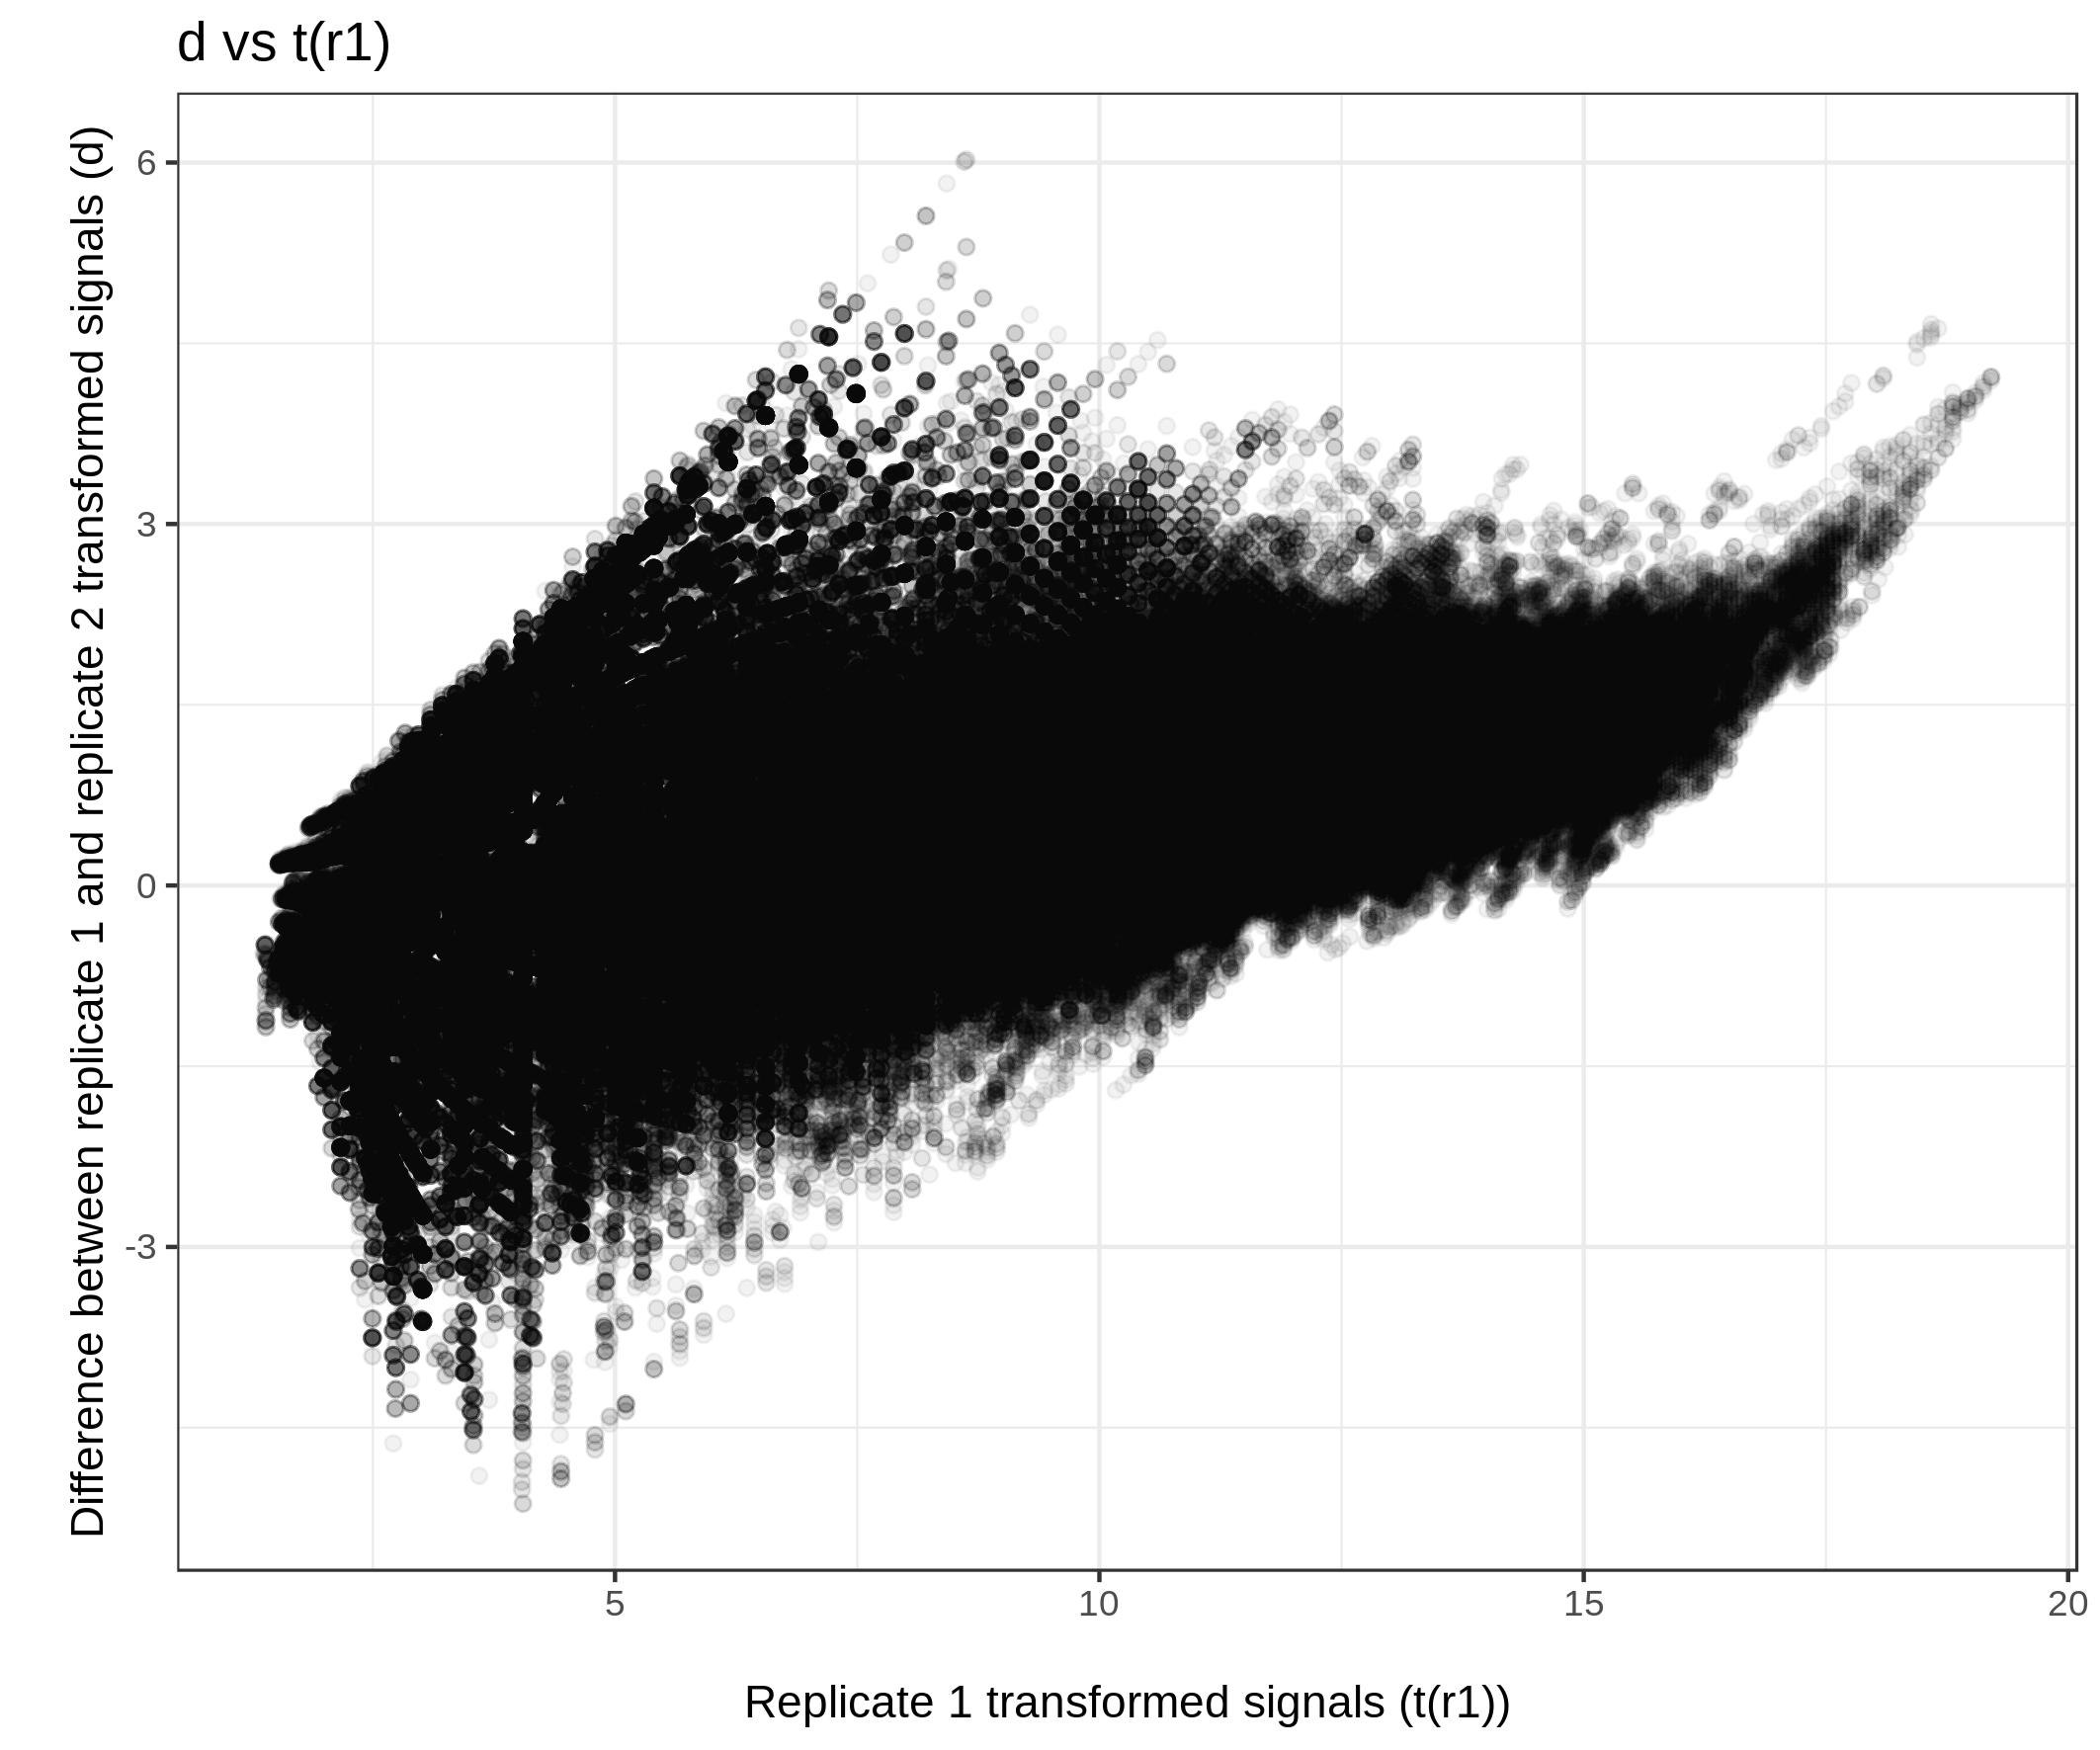 d vs t(r1)
Difference between replicate 1 and replicate 2 transformed signals (d)
6
3
0
-3
5
10
15
20
Replicate 1 transformed signals (t(r1))